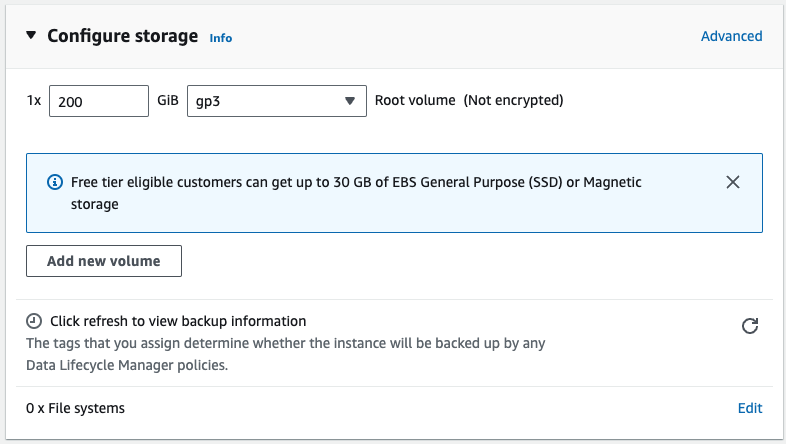 Configure storage Info Advanced
1x 200 GiB gp3 Root volume (Not encrypted)
Free tier eligible customers can get up to 30 GB of EBS General Purpose (SSD) or Magnetic
storage
Add new volume
Click refresh to view backup information
The tags that you assign determine whether the instance will be backed up by any
Data Lifecycle Manager policies.
0 x File systems Edit